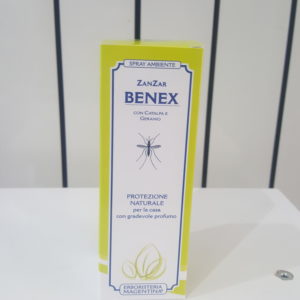 SPRAY AMBIENTE
ZANZAR
BENEX
CON CATALPA E
GERANIO
PROTEZIONE
NATURALE
per la casa
con gradevole profumo
ERBORISTERIA
MAGENTINA